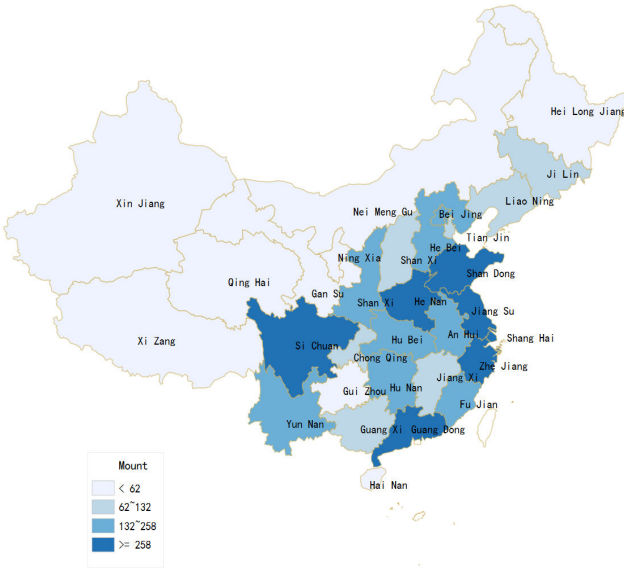 Hei Long Jiang
Ji Lin
Xin Jiang
Liao Ning
Nei Meng Gu
Bei Jing
Tian Jin
He Bei
Ning Xia
Shan Xi
Shan Dong
Qing Hai
Gan Su
Shan Xi
He Nan
Jiang Su
Xi Zang
Si Chuan
Hu Bei
An Hui
Shang Hai
Chong Qing
Zhe Jiang
Jiang Xi
Gui Zhou
Hu Nan
Fu Jian
Yun Nan
Guang Xi
Guang Dong
Hai Nan
Mount
< 62
62~132
132~258
>= 258